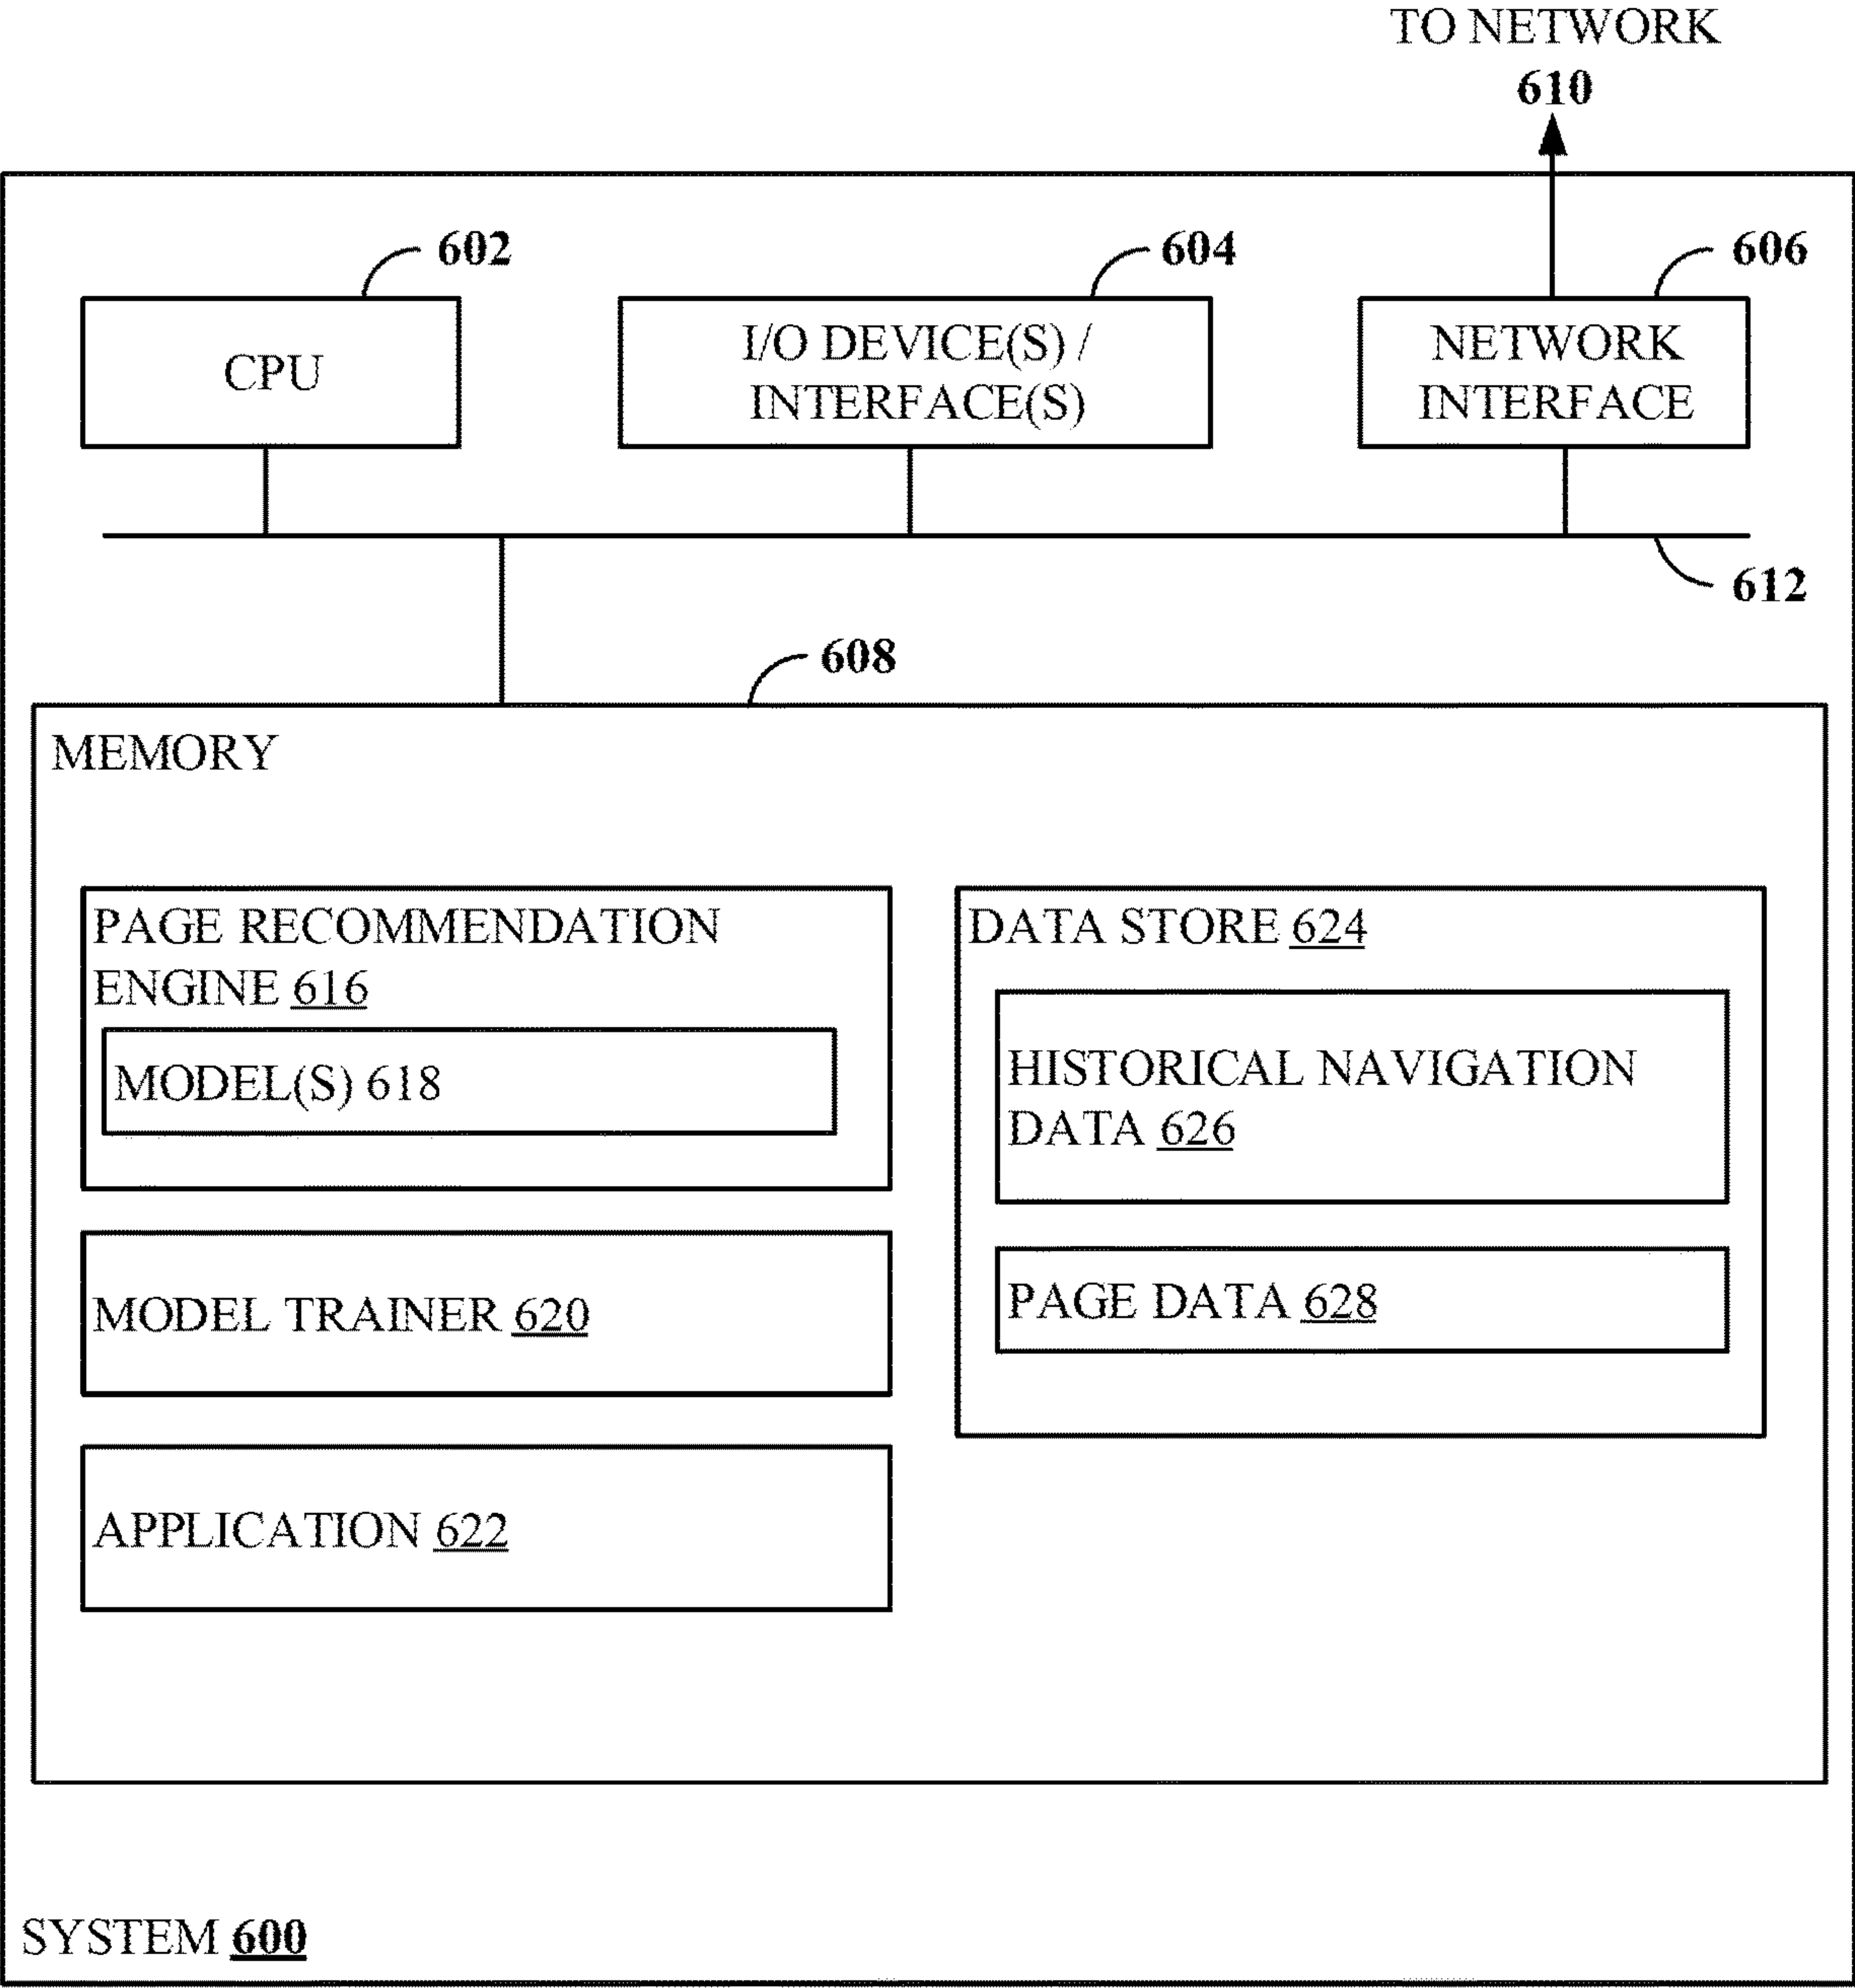 TO NETWORK
610
602
604
606
CPU
I/O DEVICE(S) /
INTERFACE(S)
NETWORK
INTERFACE
612
608
MEMORY
PAGE RECOMMENDATION
ENGINE 616
MODEL(S) 618
MODEL TRAINER 620
APPLICATION 622
DATA STORE 624
HISTORICAL NAVIGATION
DATA 626
PAGE DATA 628
SYSTEM 600